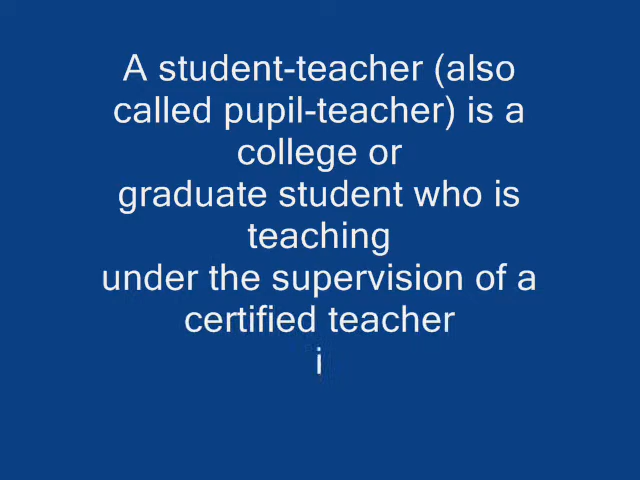 A student-teacher (also
called pupil-teacher) is a
college or
graduate student who is
teaching
under the supervision of a
certified teacher
i